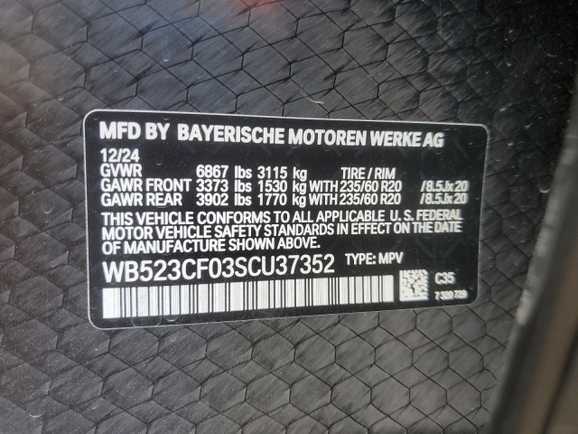 MFD BY BAYERISCHE MOTOREN WERKE AG
12/24
GVWR 6867 lbs 3115 kg TIRE / RIM
GAWR FRONT 3373 lbs 1530 kg WITH 235/60 R20 /8.5Jx20
GAWR REAR 3902 lbs 1770 kg WITH 235/60 R20 /8.5Jx20
THIS VEHICLE CONFORMS TO ALL APPLICABLE U. S. FEDERAL
MOTOR VEHICLE SAFETY STANDARDS IN EFFECT ON THE
DATE OF MANUFACTURE SHOWN ABOVE.
WB523CF03SCU37352 TYPE: MPV
C35